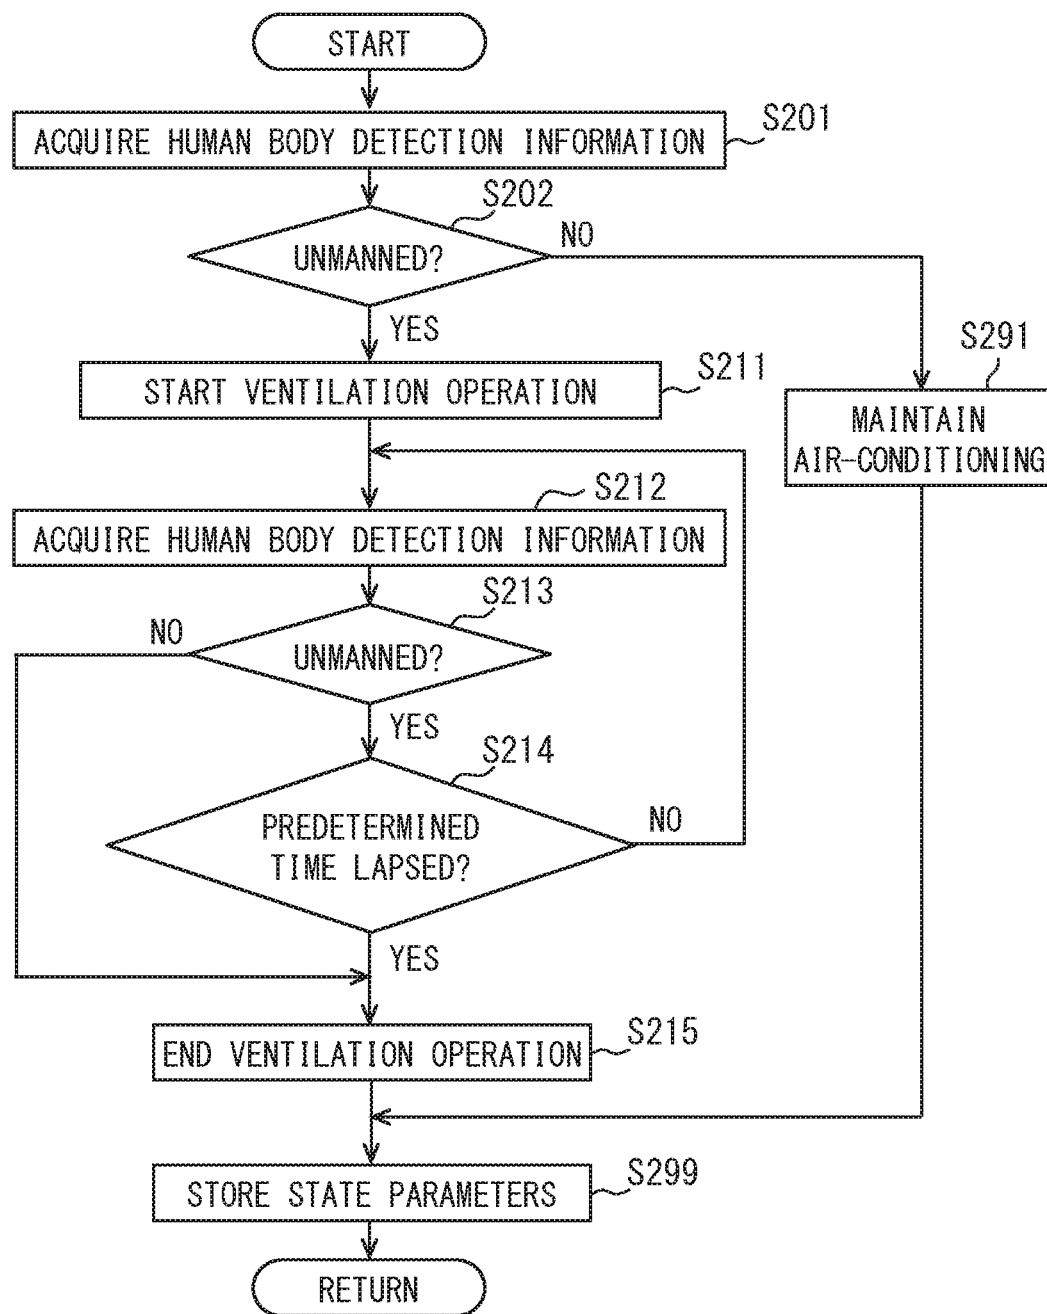 START
ACQUIRE HUMAN BODY DETECTION INFORMATION
S201
S202
UNMANNED?
NO
YES
START VENTILATION OPERATION
S211
S291
MAINTAIN
AIR-CONDITIONING
S212
ACQUIRE HUMAN BODY DETECTION INFORMATION
S213
NO
UNMANNED?
YES
S214
PREDETERMINED
TIME LAPSED?
NO
YES
END VENTILATION OPERATION
S215
STORE STATE PARAMETERS
S299
RETURN